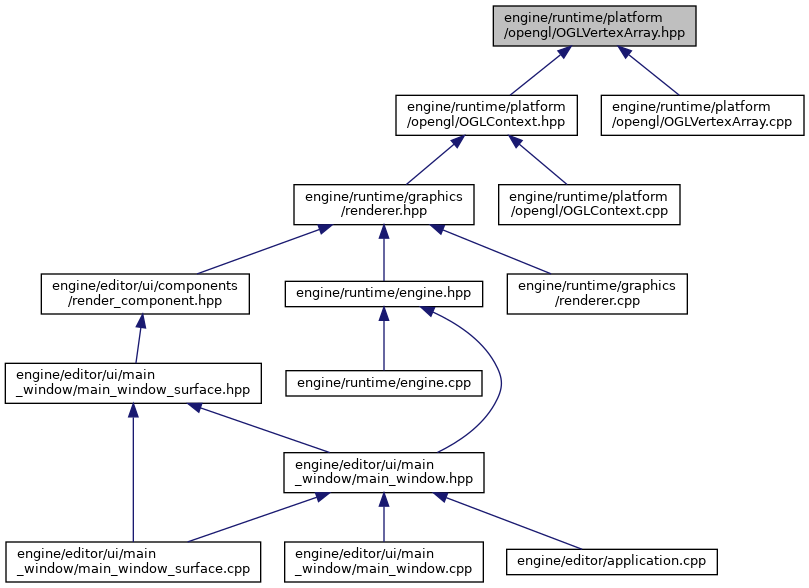 engine/runtime/platform
/opengl/OGLVertexArray.hpp
engine/runtime/platform
/opengl/OGLContext.hpp
engine/runtime/platform
/opengl/OGLVertexArray.cpp
engine/runtime/graphics
/renderer.hpp
engine/runtime/platform
/opengl/OGLContext.cpp
engine/editor/ui/components
/render_component.hpp
engine/runtime/engine.hpp
engine/runtime/graphics
/renderer.cpp
engine/editor/ui/main
_window/main_window_surface.hpp
engine/runtime/engine.cpp
engine/editor/ui/main
_window/main_window.hpp
engine/editor/ui/main
_window/main_window_surface.cpp
engine/editor/ui/main
_window/main_window.cpp
engine/editor/application.cpp